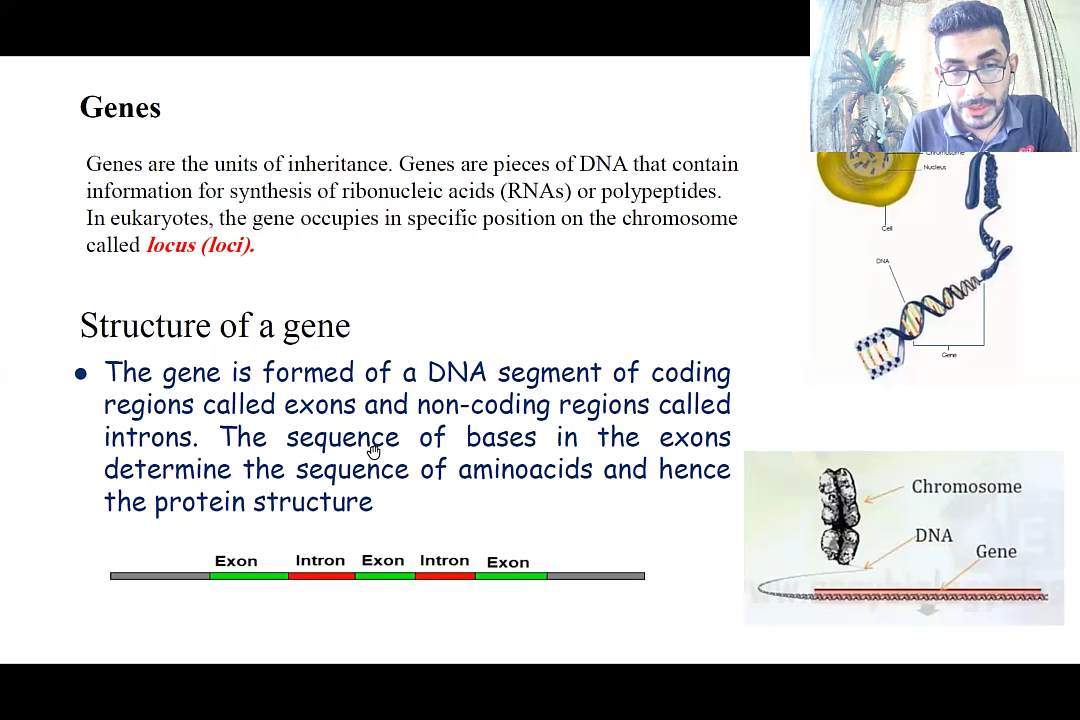 Genes
Genes are the units of inheritance. Genes are pieces of DNA that contain
information for synthesis of ribonucleic acids (RNAs) or polypeptides.
In eukaryotes, the gene occupies in specific position on the chromosome
called locus (loci).
Structure of a gene
The gene is formed of a DNA segment of coding
regions called exons and non-coding regions called
introns. The sequence of bases in the exons
determine the sequence of aminoacids and hence
the protein structure
Exon Intron Exon Intron Exon
Chromosome
Nucleus
Cell
DNA
Gene
Chromosome
DNA
Gene